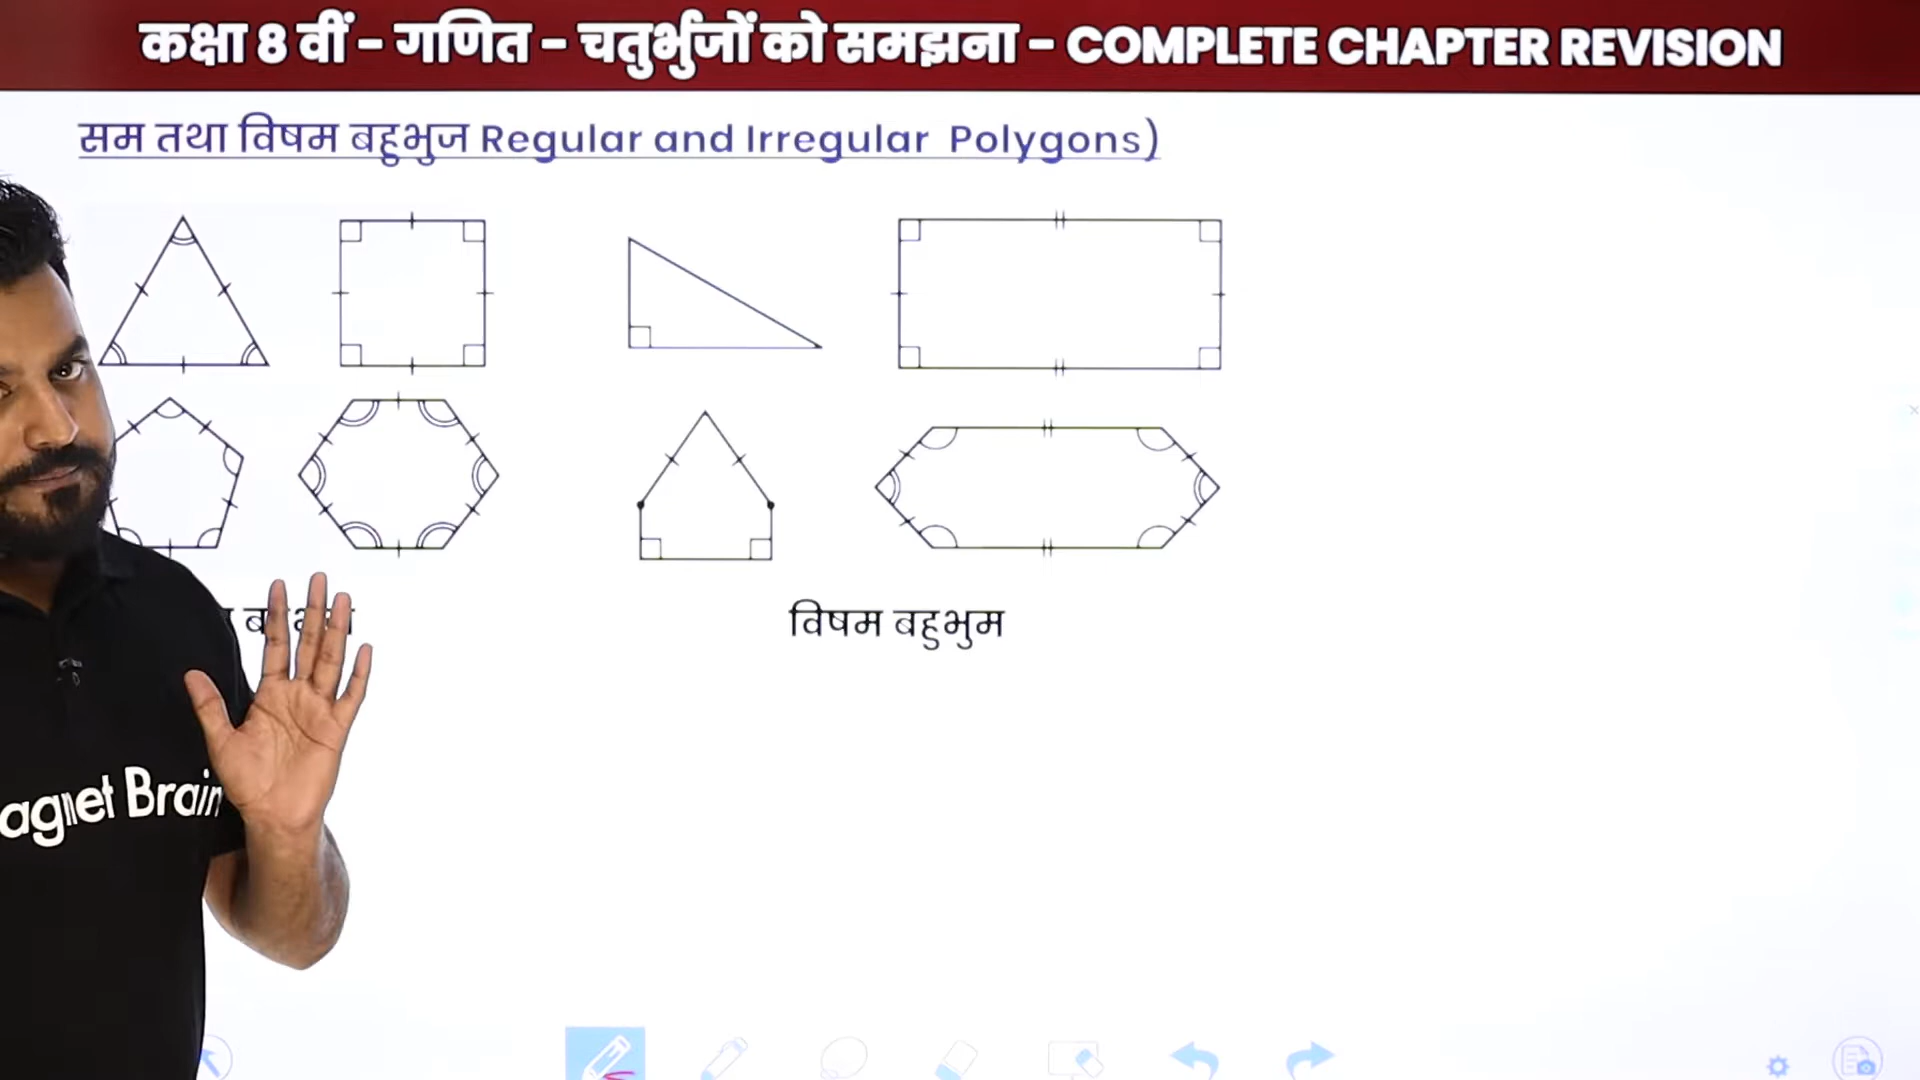 कक्षा 8 वीं – गणित – चतुर्भुजों को समझना – COMPLETE CHAPTER REVISION
सम तथा विषम बहुभुज Regular and Irregular Polygons)
विषम बहुभुम
agnet Brain